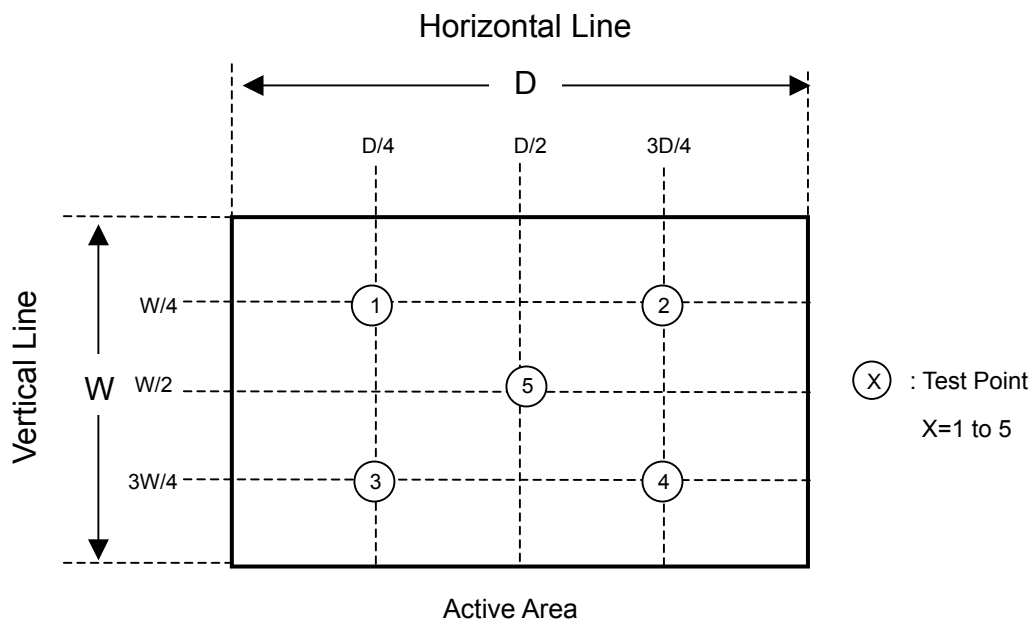 Horizontal Line
D
D/4 D/2 3D/4
W/4
1 2
Vertical Line
W
W/2
5
X : Test Point
X=1 to 5
3W/4
3 4
Active Area